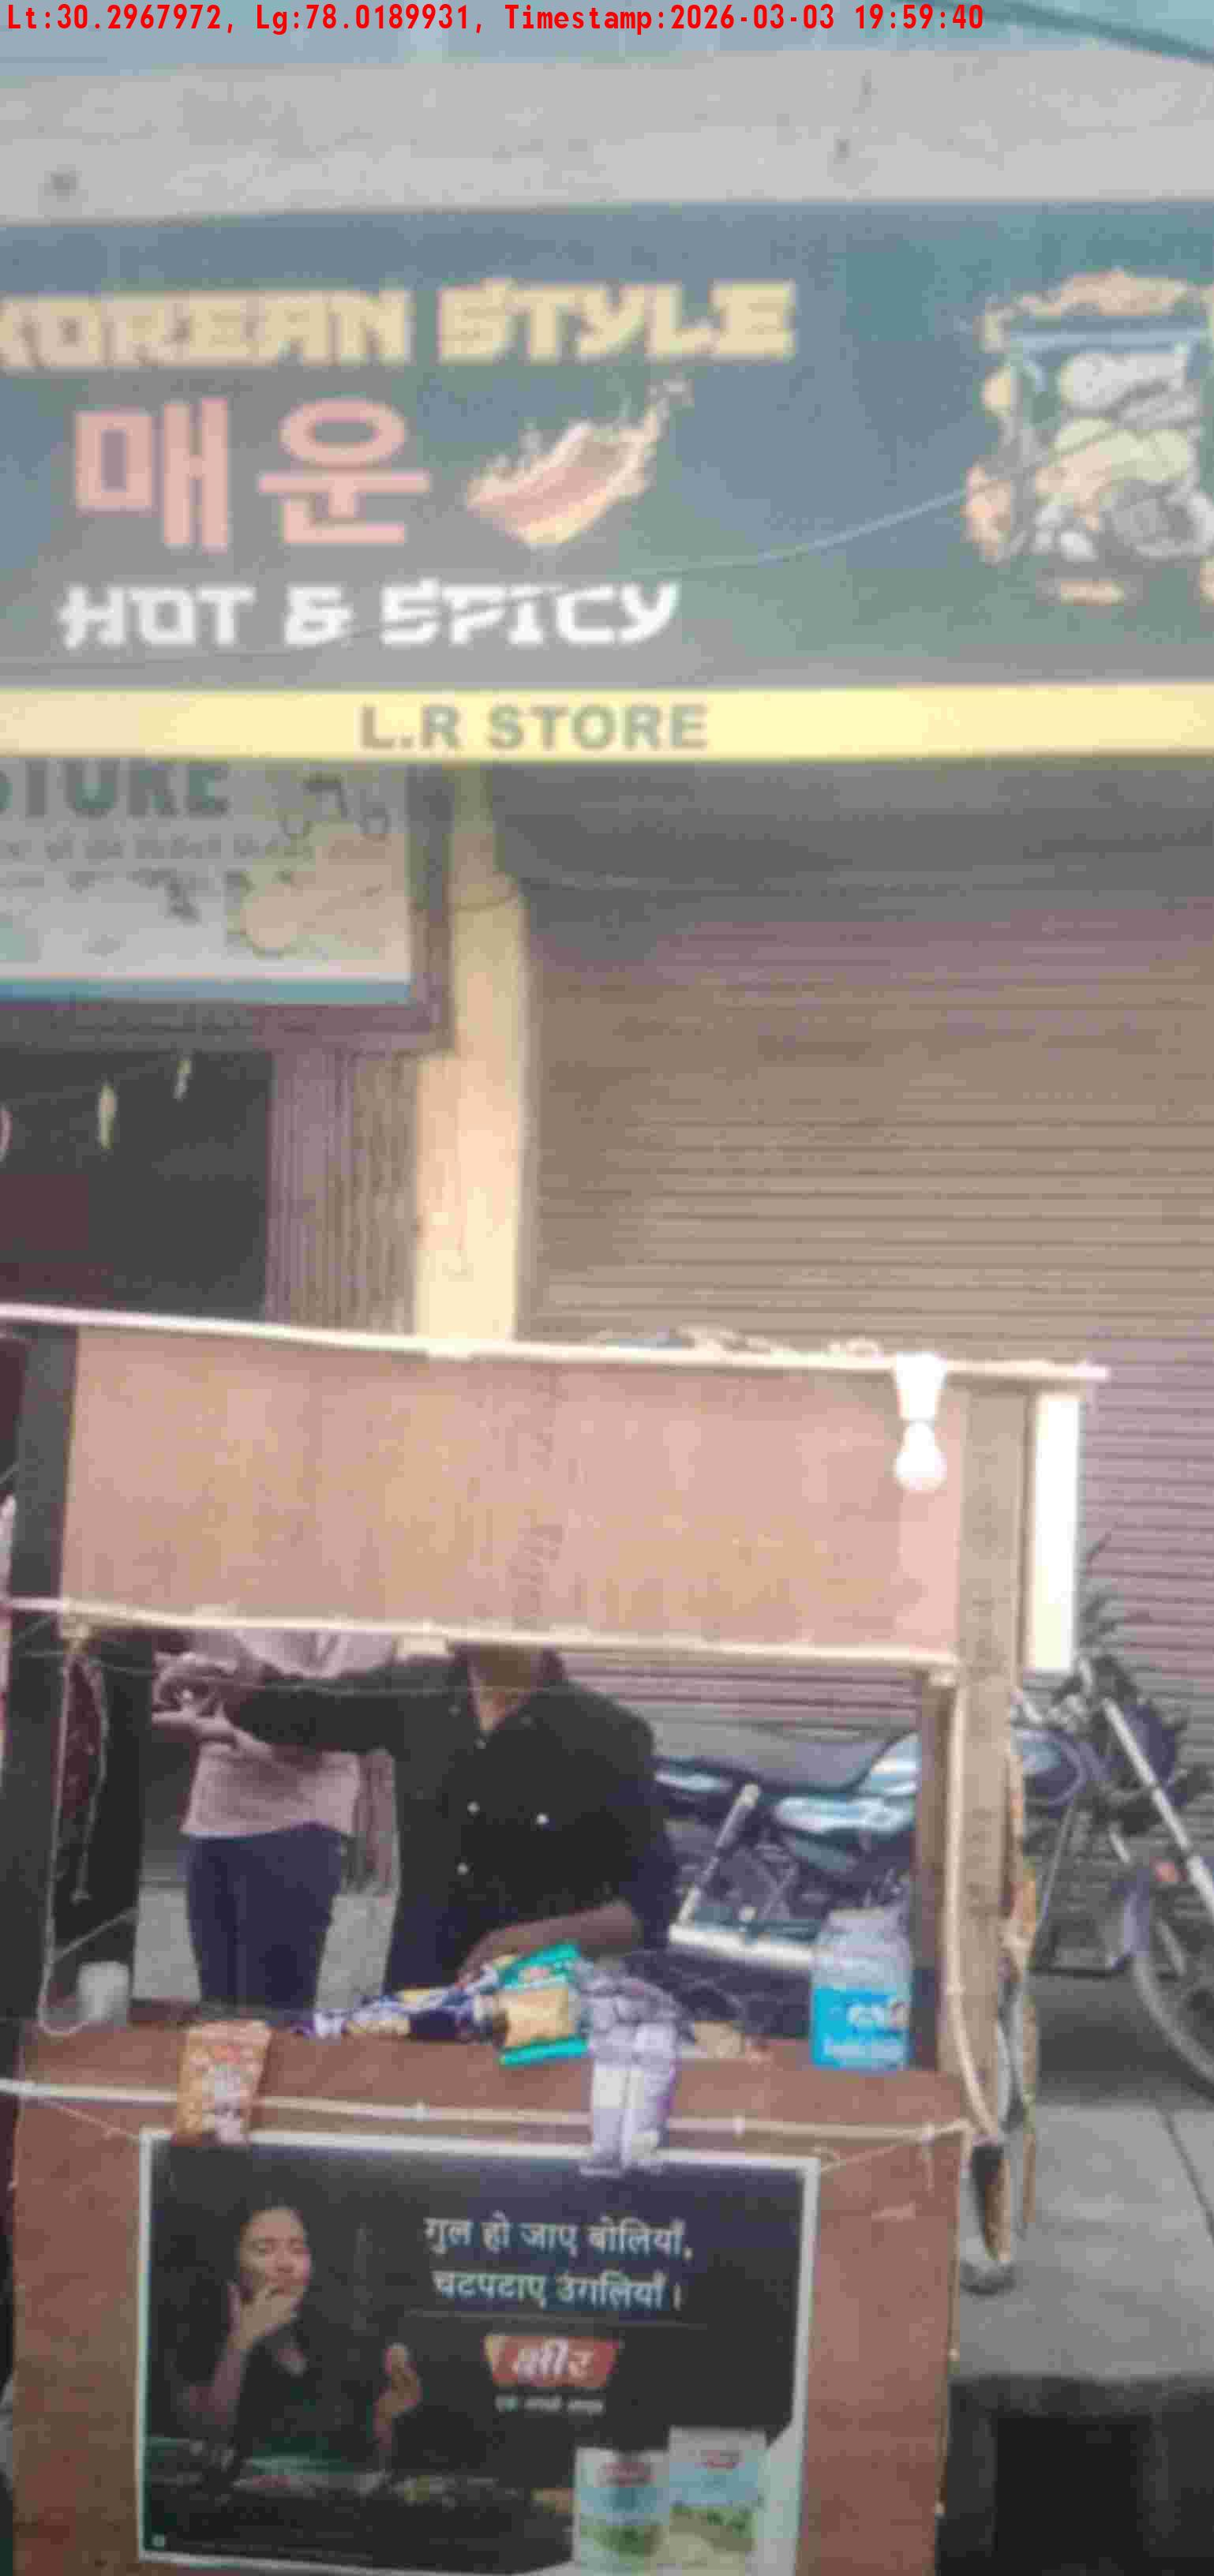 Lt:30.2967972, Lg:78.0189931, Timestamp:2026-03-03 19:59:40
KOREAN STYLE
매운
HOT & SPICY
L.R STORE
STORE
गुल हो जाए बोलियाँ,
चटपटाए उंगलियाँ।
क्षीर